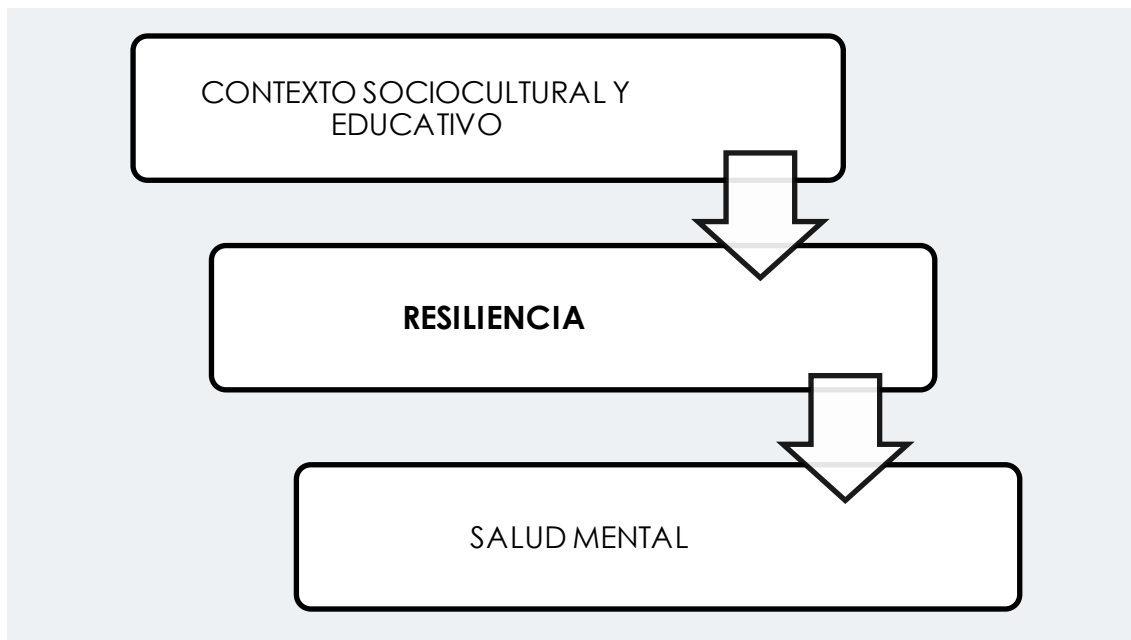 CONTEXTO SOCIOCULTURAL Y
EDUCATIVO
RESILIENCIA
SALUD MENTAL